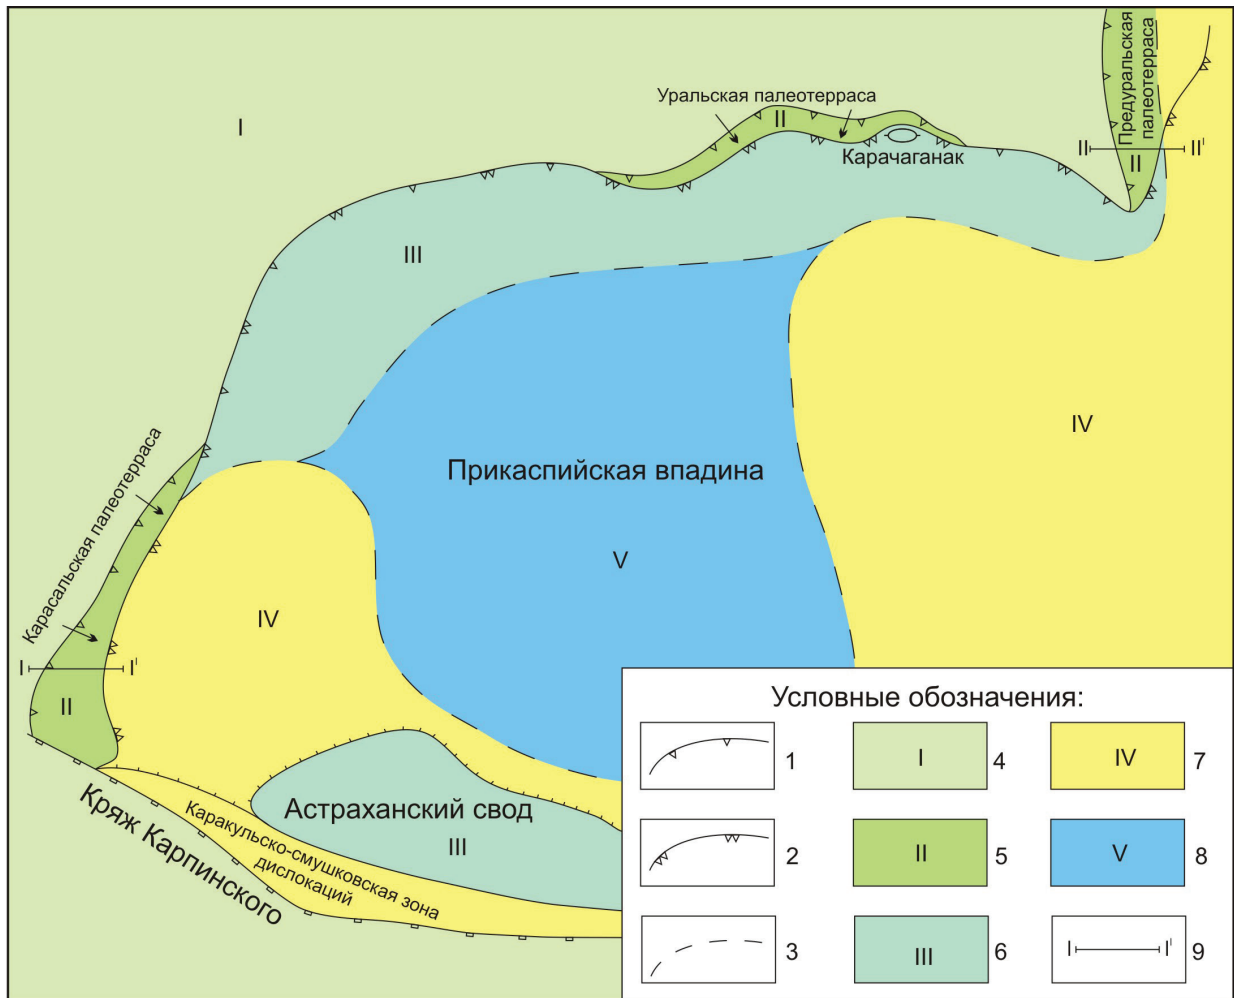 Предуральская
палеотерраса
Уральская палеотерраса
I
II
II
II
II'
Карачаганак
III
IV
Прикаспийская впадина
V
Карасальская палеотерраса
IV
I
I'
II
Астраханский свод
III
Каракульско-смушковская зона
дислокаций
Кряж Карпинского
Условные обозначения:
1
I
4
IV
7
2
II
5
V
8
3
III
6
I
I'
9